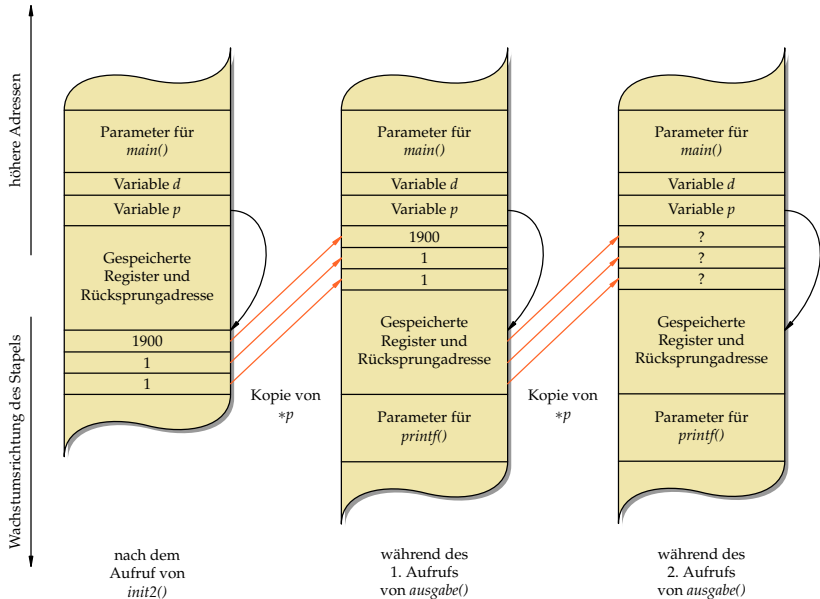 höhere Adressen
Wachstumsrichtung des Stapels
Parameter für
main()
Variable d
Variable p
Gespeicherte
Register und
Rücksprungadresse
1900
1
1
nach dem
Aufruf von
init2()
Kopie von
*p
Parameter für
main()
Variable d
Variable p
1900
1
1
Gespeicherte
Register und
Rücksprungadresse
Parameter für
printf()
während des
1. Aufrufs
von ausgabe()
Kopie von
*p
Parameter für
main()
Variable d
Variable p
?
?
?
Gespeicherte
Register und
Rücksprungadresse
Parameter für
printf()
während des
2. Aufrufs
von ausgabe()